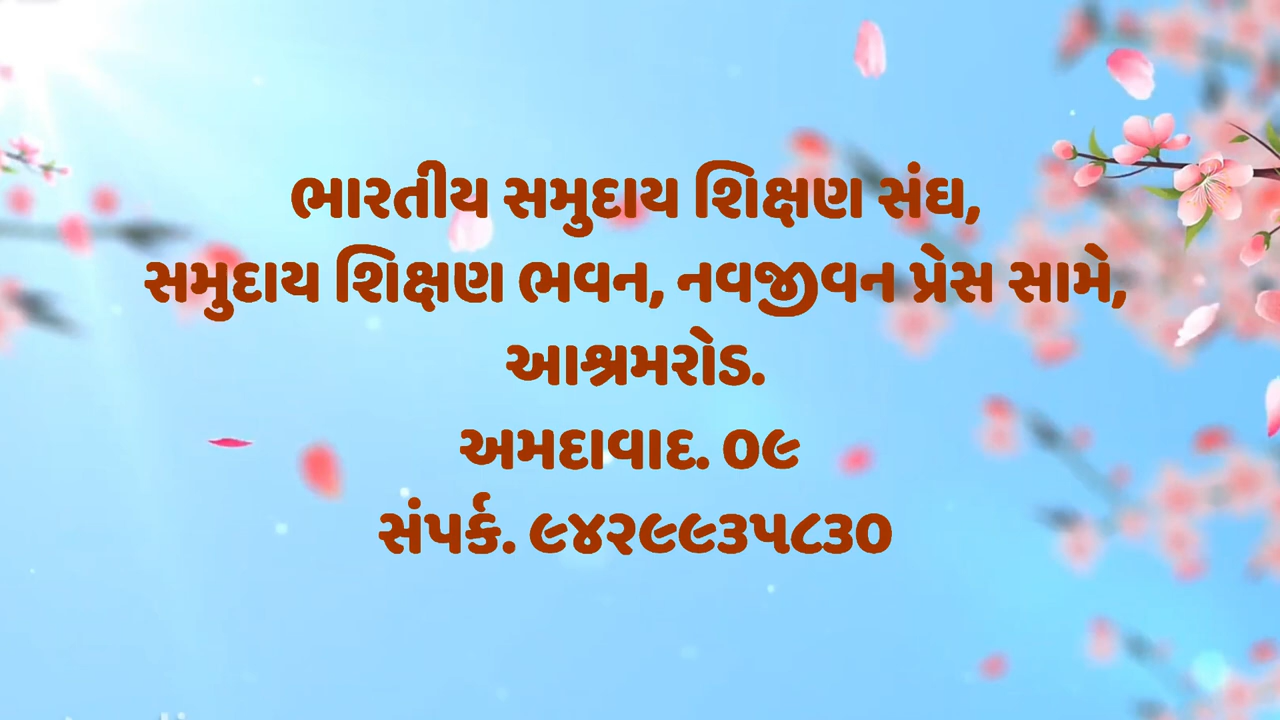 ભારતીય સમુદાય શિક્ષણ સંઘ,
સમુદાય શિક્ષણ ભવન, નવજીવન પ્રેસ સામે,
આશ્રમરોડ.
અમદાવાદ. ૦૯
સંપર્ક. ૯૪૨૯૯૩૫૮૩૦